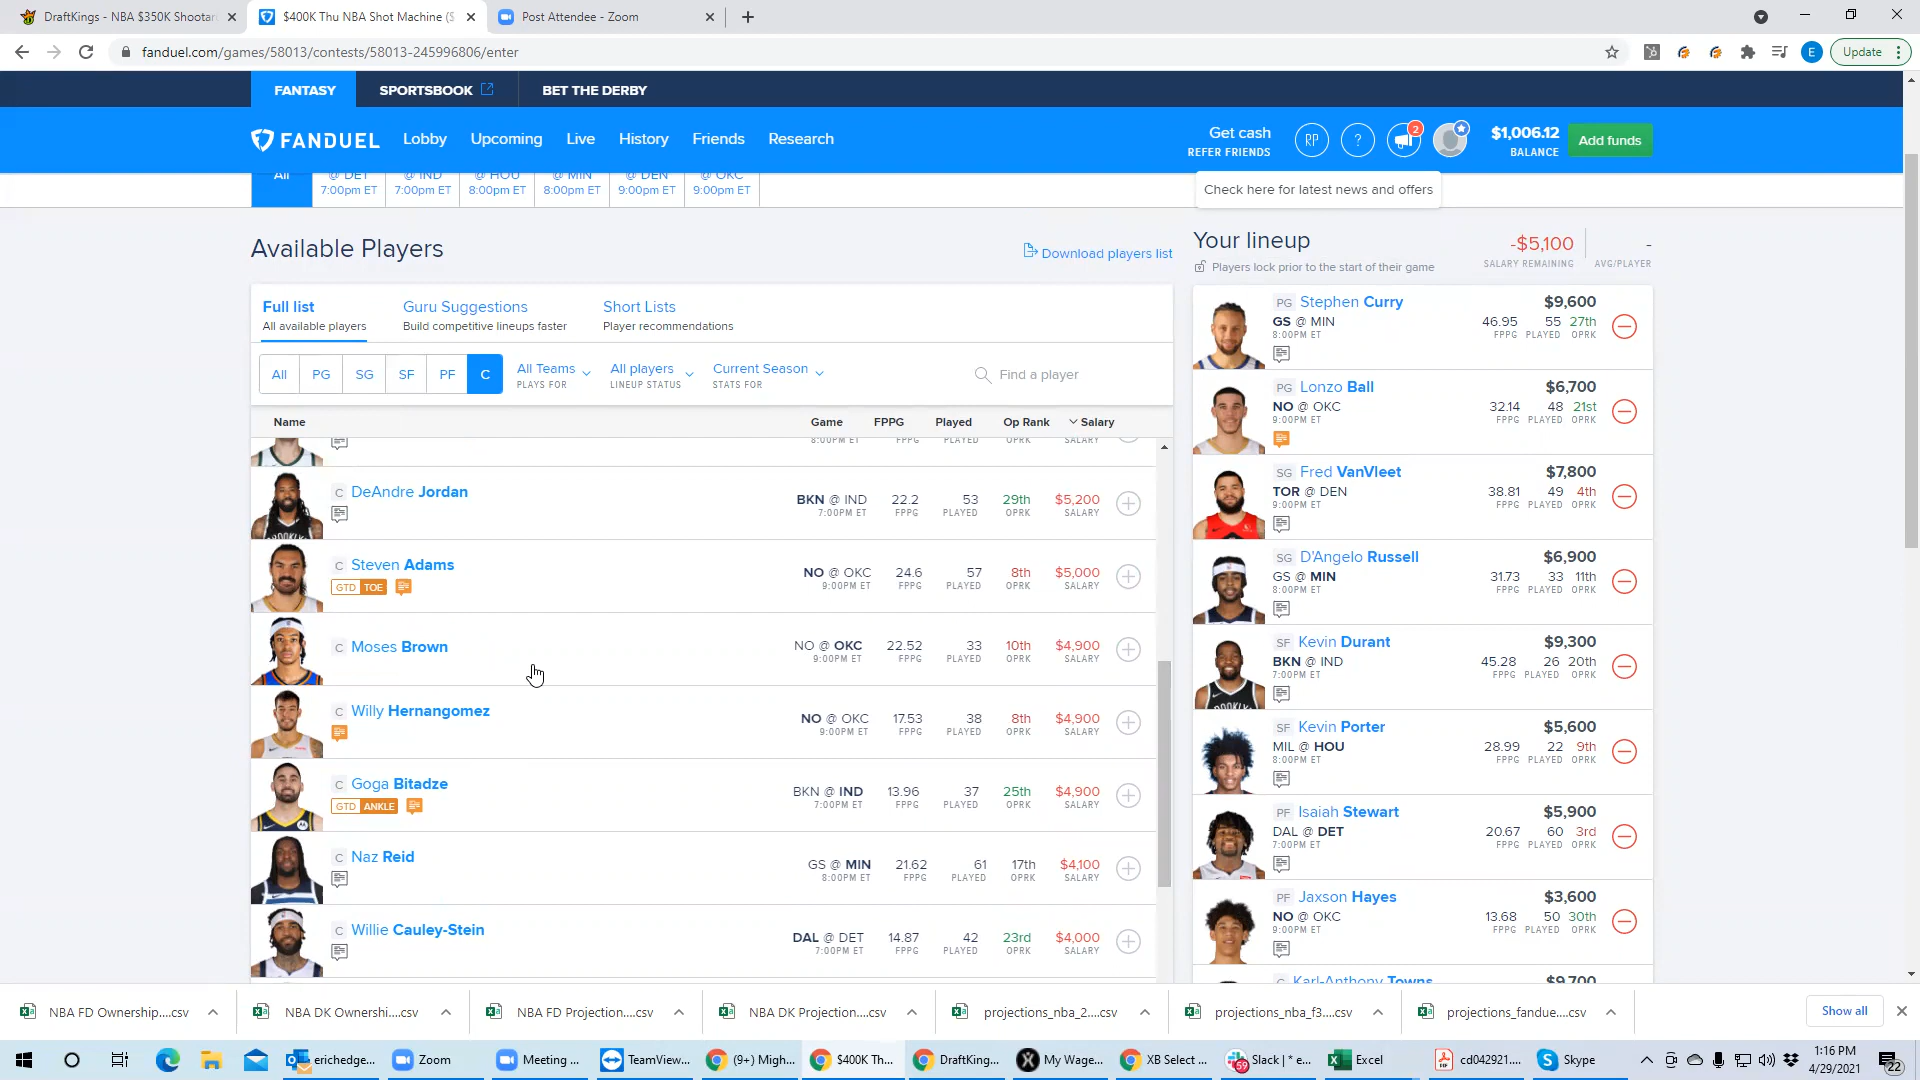 DraftKings - NBA $350K Shootar
$400K Thu NBA Shot Machine ($
Post Attendee - Zoom
fanduel.com/games/58013/contests/58013-245996806/enter
E
Update
FANTASY
SPORTSBOOK
BET THE DERBY
FANDUEL
Lobby
Upcoming
Live
History
Friends
Research
Get cash
REFER FRIENDS
RP
?
2
$1,006.12
BALANCE
Add funds
All
@ DET
7:00pm ET
@ IND
7:00pm ET
@ HOU
8:00pm ET
@ MIN
8:00pm ET
@ DEN
9:00pm ET
@ OKC
9:00pm ET
Check here for latest news and offers
Available Players
Download players list
Full list
All available players
Guru Suggestions
Build competitive lineups faster
Short Lists
Player recommendations
All PG SG SF PF C
All Teams
PLAYS FOR
All players
LINEUP STATUS
Current Season
STATS FOR
Find a player
Name Game FPPG Played Op Rank Salary
8:00PM ET FPPG PLAYED OPRK SALARY
C DeAndre Jordan BKN @ IND 22.2 53 29th $5,200
7:00PM ET FPPG PLAYED OPRK SALARY
C Steven Adams NO @ OKC 24.6 57 8th $5,000
GTD TOE 9:00PM ET FPPG PLAYED OPRK SALARY
C Moses Brown NO @ OKC 22.52 33 10th $4,900
9:00PM ET FPPG PLAYED OPRK SALARY
C Willy Hernangomez NO @ OKC 17.53 38 8th $4,900
9:00PM ET FPPG PLAYED OPRK SALARY
C Goga Bitadze BKN @ IND 13.96 37 25th $4,900
GTD ANKLE 7:00PM ET FPPG PLAYED OPRK SALARY
C Naz Reid GS @ MIN 21.62 61 17th $4,100
8:00PM ET FPPG PLAYED OPRK SALARY
C Willie Cauley-Stein DAL @ DET 14.87 42 23rd $4,000
7:00PM ET FPPG PLAYED OPRK SALARY
Your lineup
Players lock prior to the start of their game
-$5,100
SALARY REMAINING
-
AVG/PLAYER
PG Stephen Curry $9,600
GS @ MIN 46.95 55 27th
8:00PM ET FPPG PLAYED OPRK
PG Lonzo Ball $6,700
NO @ OKC 32.14 48 21st
9:00PM ET FPPG PLAYED OPRK
SG Fred VanVleet $7,800
TOR @ DEN 38.81 49 4th
9:00PM ET FPPG PLAYED OPRK
SG D'Angelo Russell $6,900
GS @ MIN 31.73 33 11th
8:00PM ET FPPG PLAYED OPRK
SF Kevin Durant $9,300
BKN @ IND 45.28 26 20th
7:00PM ET FPPG PLAYED OPRK
SF Kevin Porter $5,600
MIL @ HOU 28.99 22 9th
8:00PM ET FPPG PLAYED OPRK
PF Isaiah Stewart $5,900
DAL @ DET 20.67 60 3rd
7:00PM ET FPPG PLAYED OPRK
PF Jaxson Hayes $3,600
NO @ OKC 13.68 50 30th
9:00PM ET FPPG PLAYED OPRK
C Karl-Anthony Towns $9,700
NBA FD Ownership....csv
NBA DK Ownershi....csv
NBA FD Projection....csv
NBA DK Projection....csv
projections_nba_2....csv
projections_nba_f3....csv
projections_fandue....csv
Show all
erichedge...
Zoom
Meeting ...
TeamView...
(9+) Migh...
$400K Th...
DraftKing...
My Wage...
XB Select ...
59
Slack | * e...
Excel
cd042921....
Skype
1:16 PM
4/29/2021
22